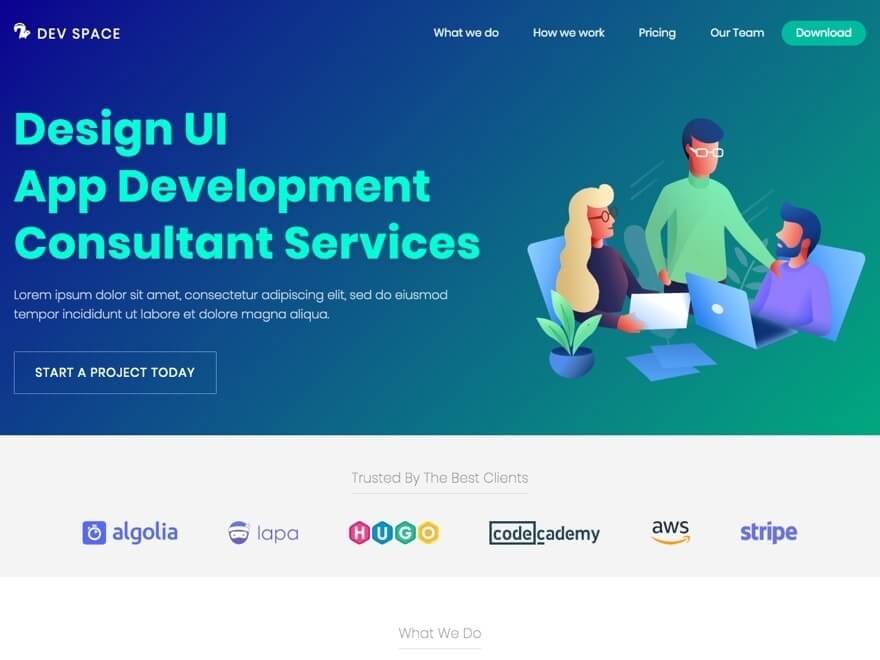 DEV SPACE
What we do
How we work
Pricing
Our Team
Download
Design UI
App Development
Consultant Services
Lorem ipsum dolor sit amet, consectetur adipiscing elit, sed do eiusmod
tempor incididunt ut labore et dolore magna aliqua.
START A PROJECT TODAY
Trusted By The Best Clients
algolia
lapa
HUGO
codecademy
aws
stripe
What We Do